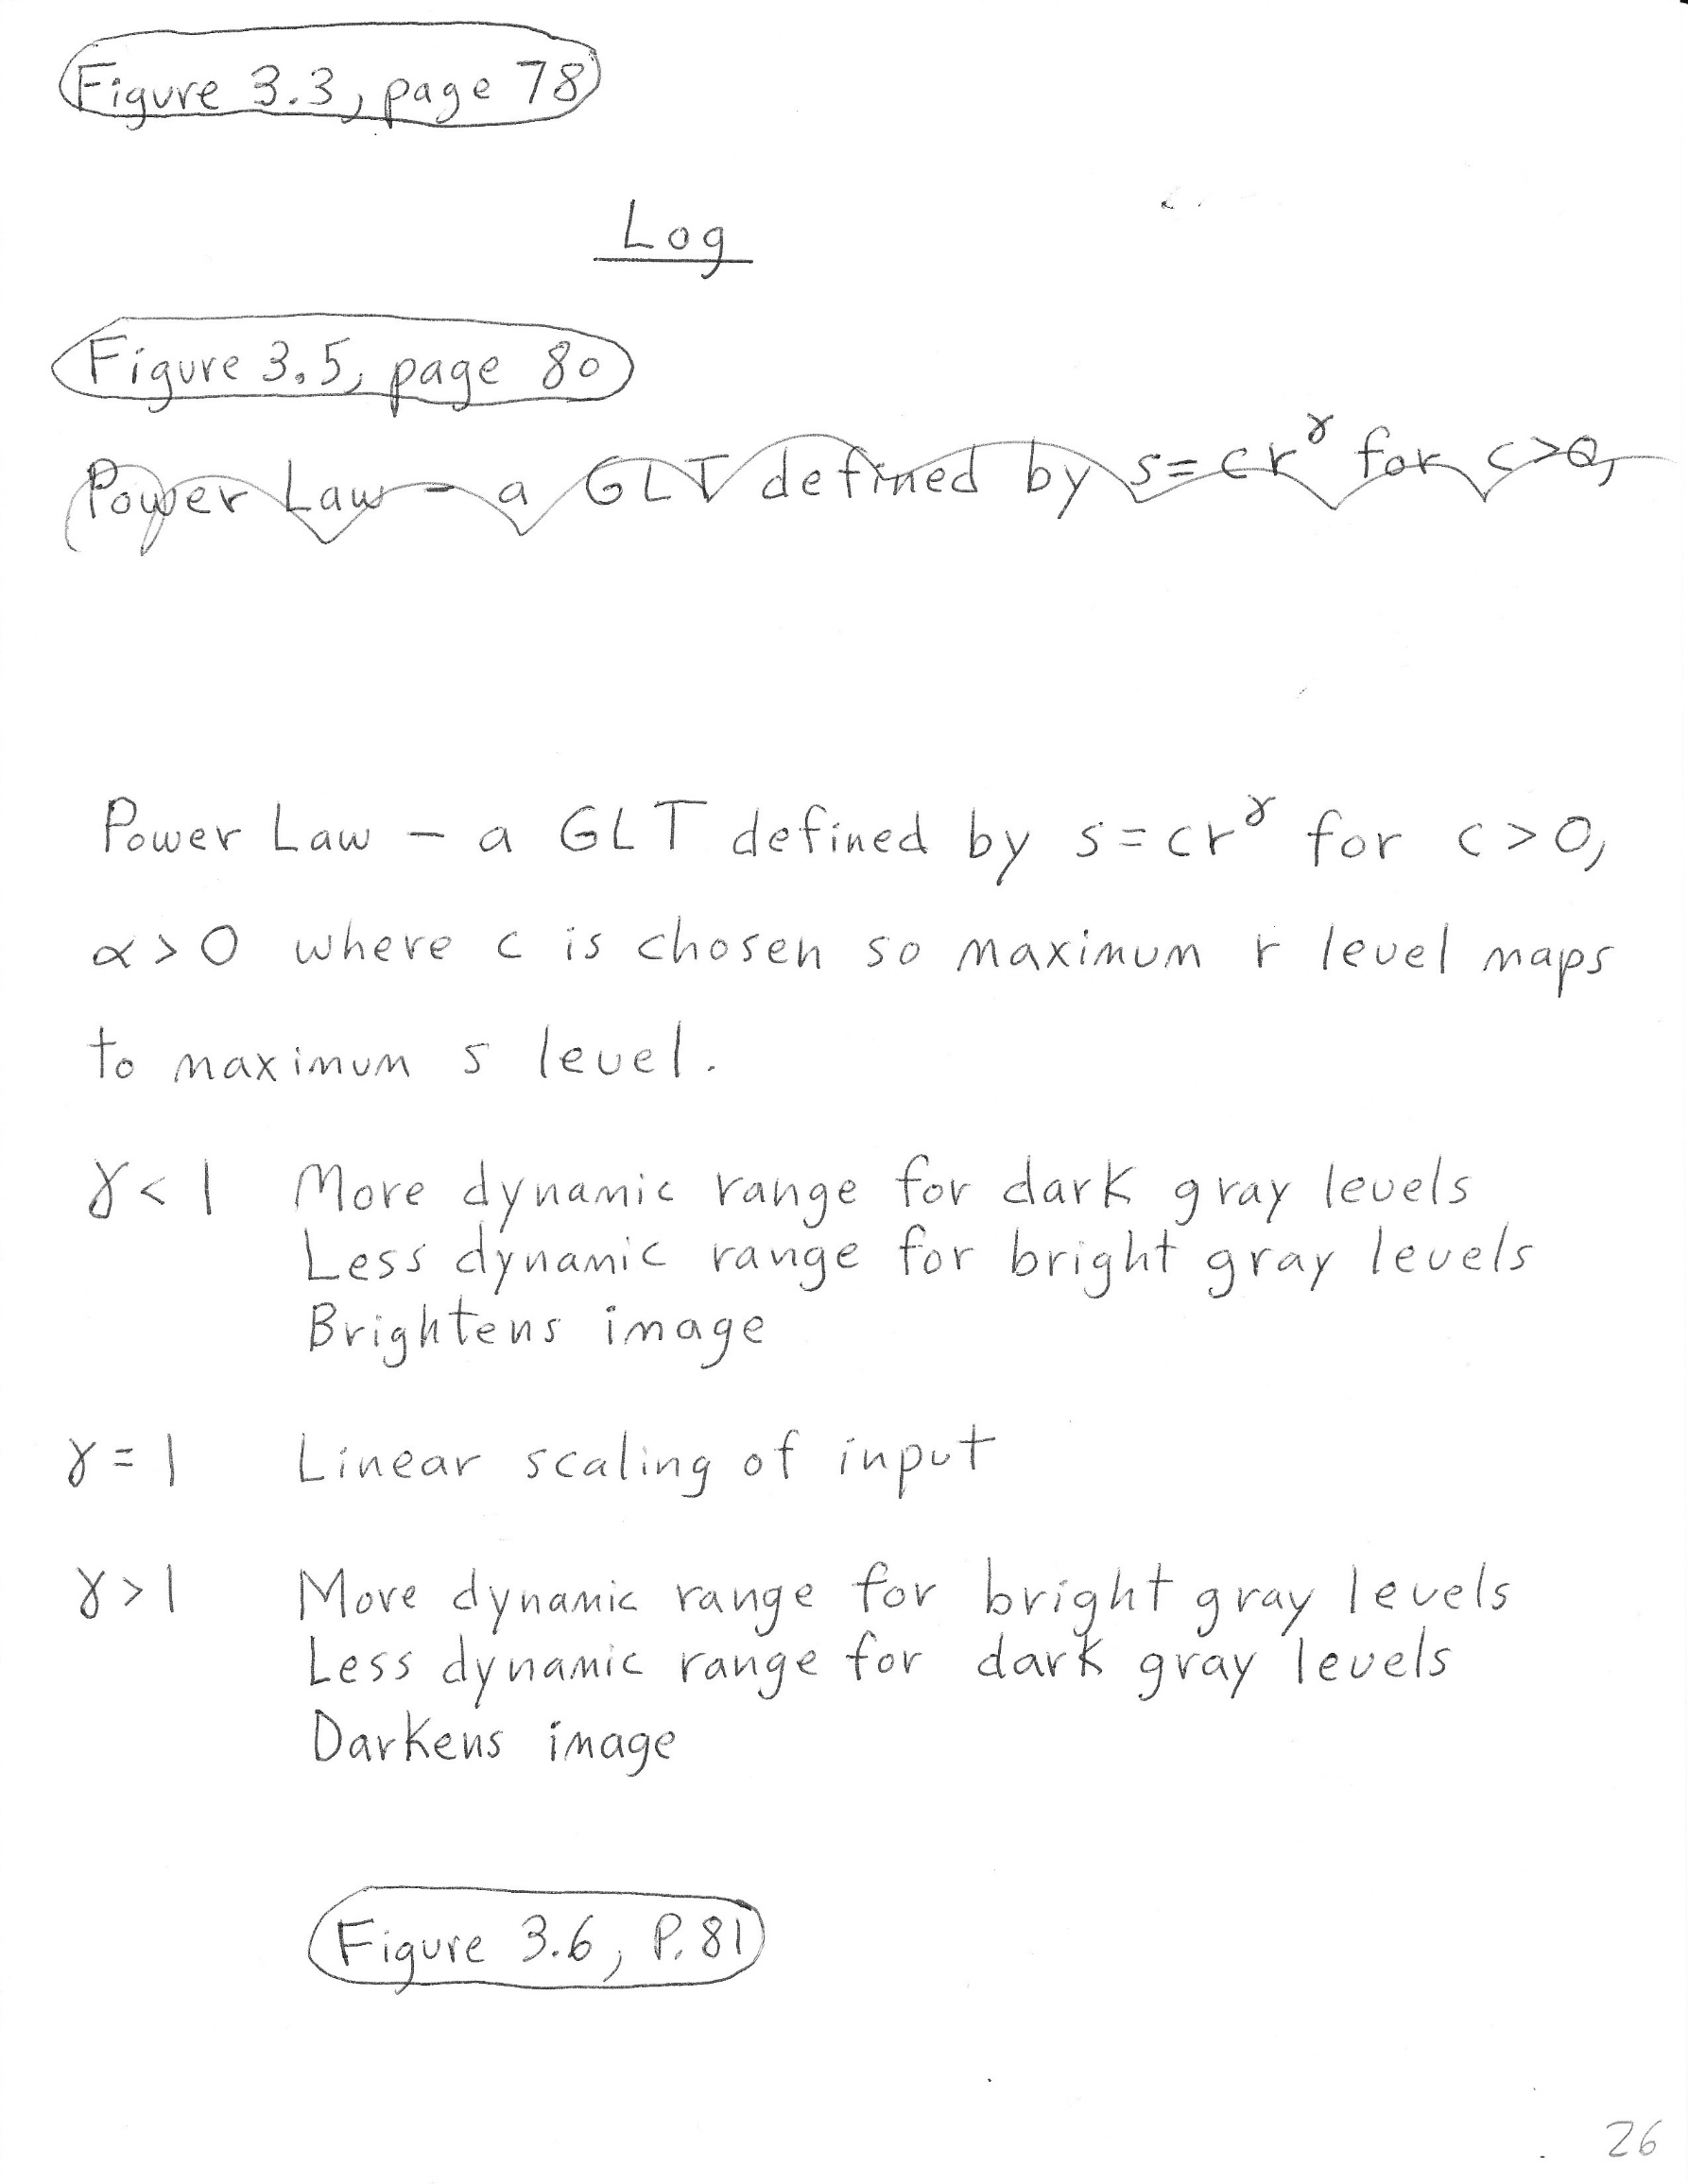 Figure 3.3, page 78
Log
Figure 3.5, page 80
Power Law - a GLT defined by s = cr^γ for c>0,
Power Law - a GLT defined by s = cr^γ for c>0,
α>0 where c is chosen so maximum r level maps
to maximum s level.
γ<1 More dynamic range for dark gray levels
Less dynamic range for bright gray levels
Brightens image
γ=1 Linear scaling of input
γ>1 More dynamic range for bright gray levels
Less dynamic range for dark gray levels
Darkens image
Figure 3.6, P. 81
26